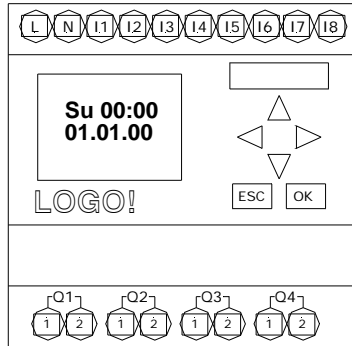 L N I1 I2 I3 I4 I5 I6 I7 I8
Su 00:00
01.01.00
LOGO!
ESC OK
Q1 Q2 Q3 Q4
1 2 1 2 1 2 1 2